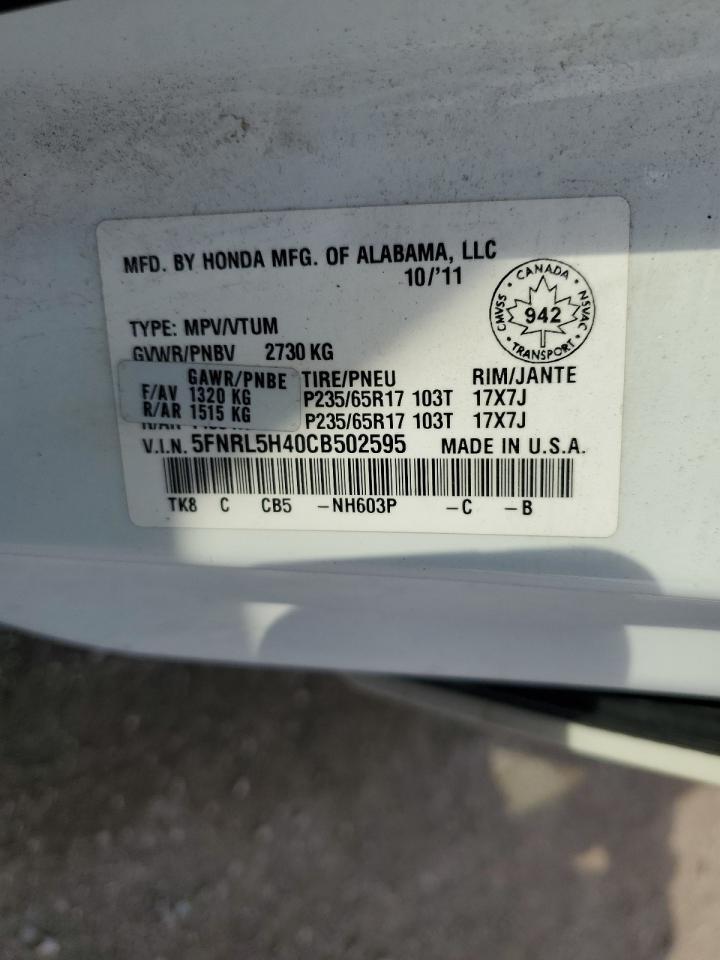 MFD. BY HONDA MFG. OF ALABAMA, LLC
10/'11
CANADA
CMVSS
NSVAC
942
TRANSPORT
TYPE: MPV/VTUM
GVWR/PNBV 2730 KG
GAWR/PNBE TIRE/PNEU RIM/JANTE
F/AV 1320 KG P235/65R17 103T 17X7J
R/AR 1515 KG P235/65R17 103T 17X7J
V.I.N. 5FNRL5H40CB502595 MADE IN U.S.A.
TK8 C CB5 -NH603P -C -B